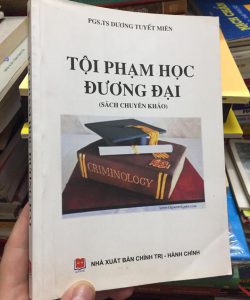 PGS.TS DƯƠNG TUYẾT MIÊN
TỘI PHẠM HỌC
ĐƯƠNG ĐẠI
(SÁCH CHUYÊN KHẢO)
CRIMINOLOGY
NHÀ XUẤT BẢN CHÍNH TRỊ - HÀNH CHÍNH